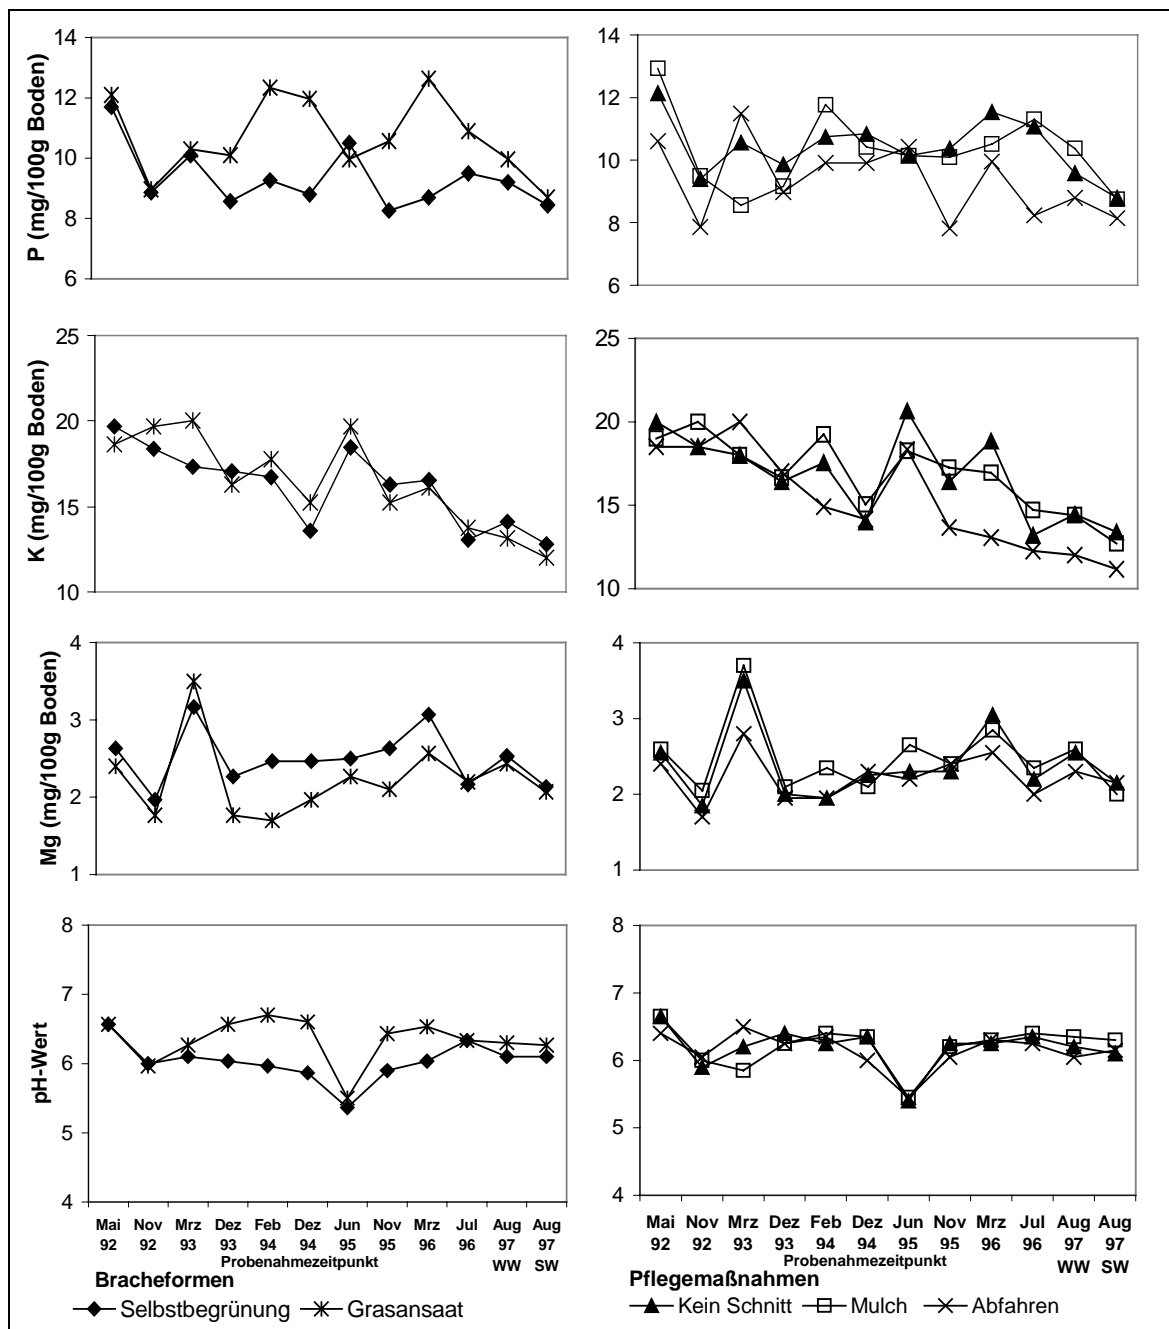 P (mg/100g Boden)
14
12
10
8
6
14
12
10
8
6
K (mg/100g Boden)
25
20
15
10
25
20
15
10
Mg (mg/100g Boden)
4
3
2
1
4
3
2
1
pH-Wert
8
7
6
5
4
8
7
6
5
4
Mai Nov Mrz Dez Feb Dez Jun Nov Mrz Jul Aug Aug
92 92 93 93 94 94 95 95 96 96 97 97
WW SW
Probenahmezeitpunkt
Bracheformen
Selbstbegrünung Grasansaat
Mai Nov Mrz Dez Feb Dez Jun Nov Mrz Jul Aug Aug
92 92 93 93 94 94 95 95 96 96 97 97
WW SW
Probenahmezeitpunkt
Pflegemaßnahmen
Kein Schnitt Mulch Abfahren